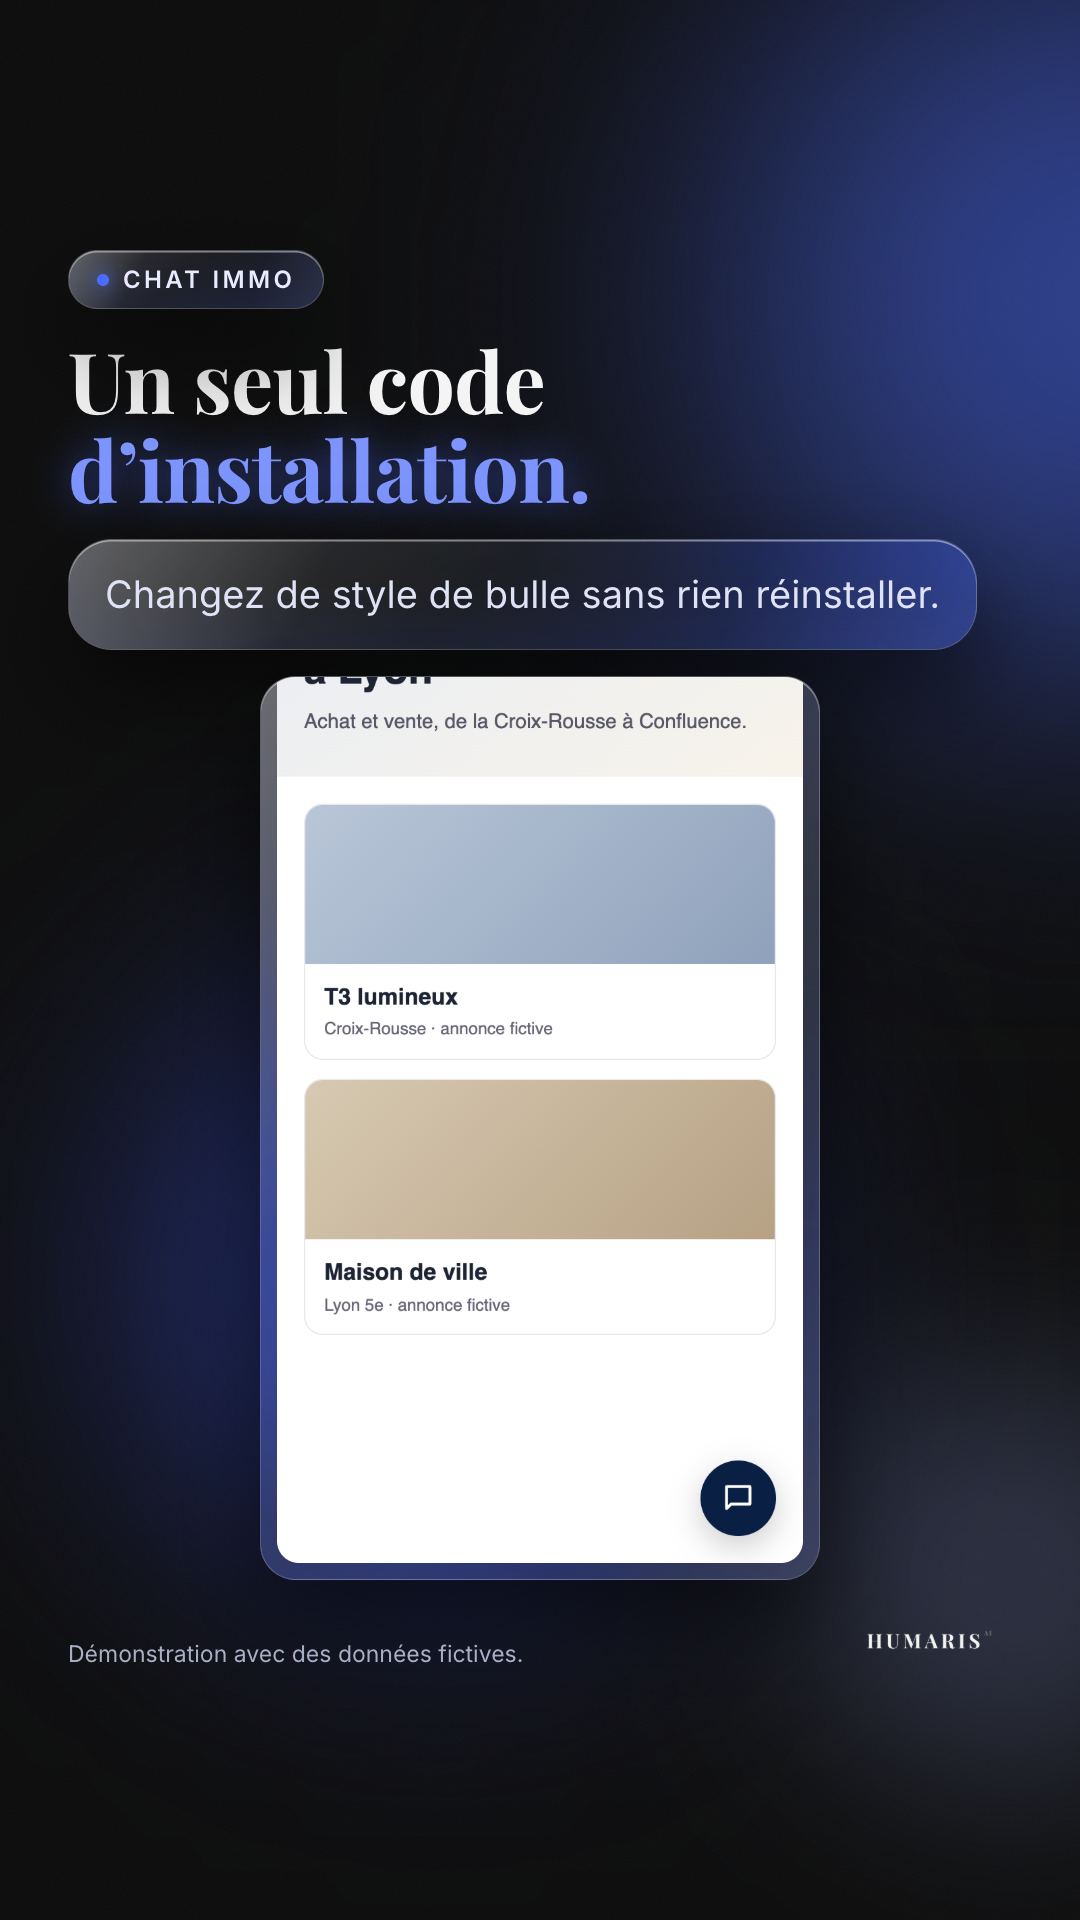 CHAT IMMO
Un seul code
d’installation.
Changez de style de bulle sans rien réinstaller.
à Lyon
Achat et vente, de la Croix-Rousse à Confluence.
T3 lumineux
Croix-Rousse · annonce fictive
Maison de ville
Lyon 5e · annonce fictive
Démonstration avec des données fictives.
HUMARIS AI